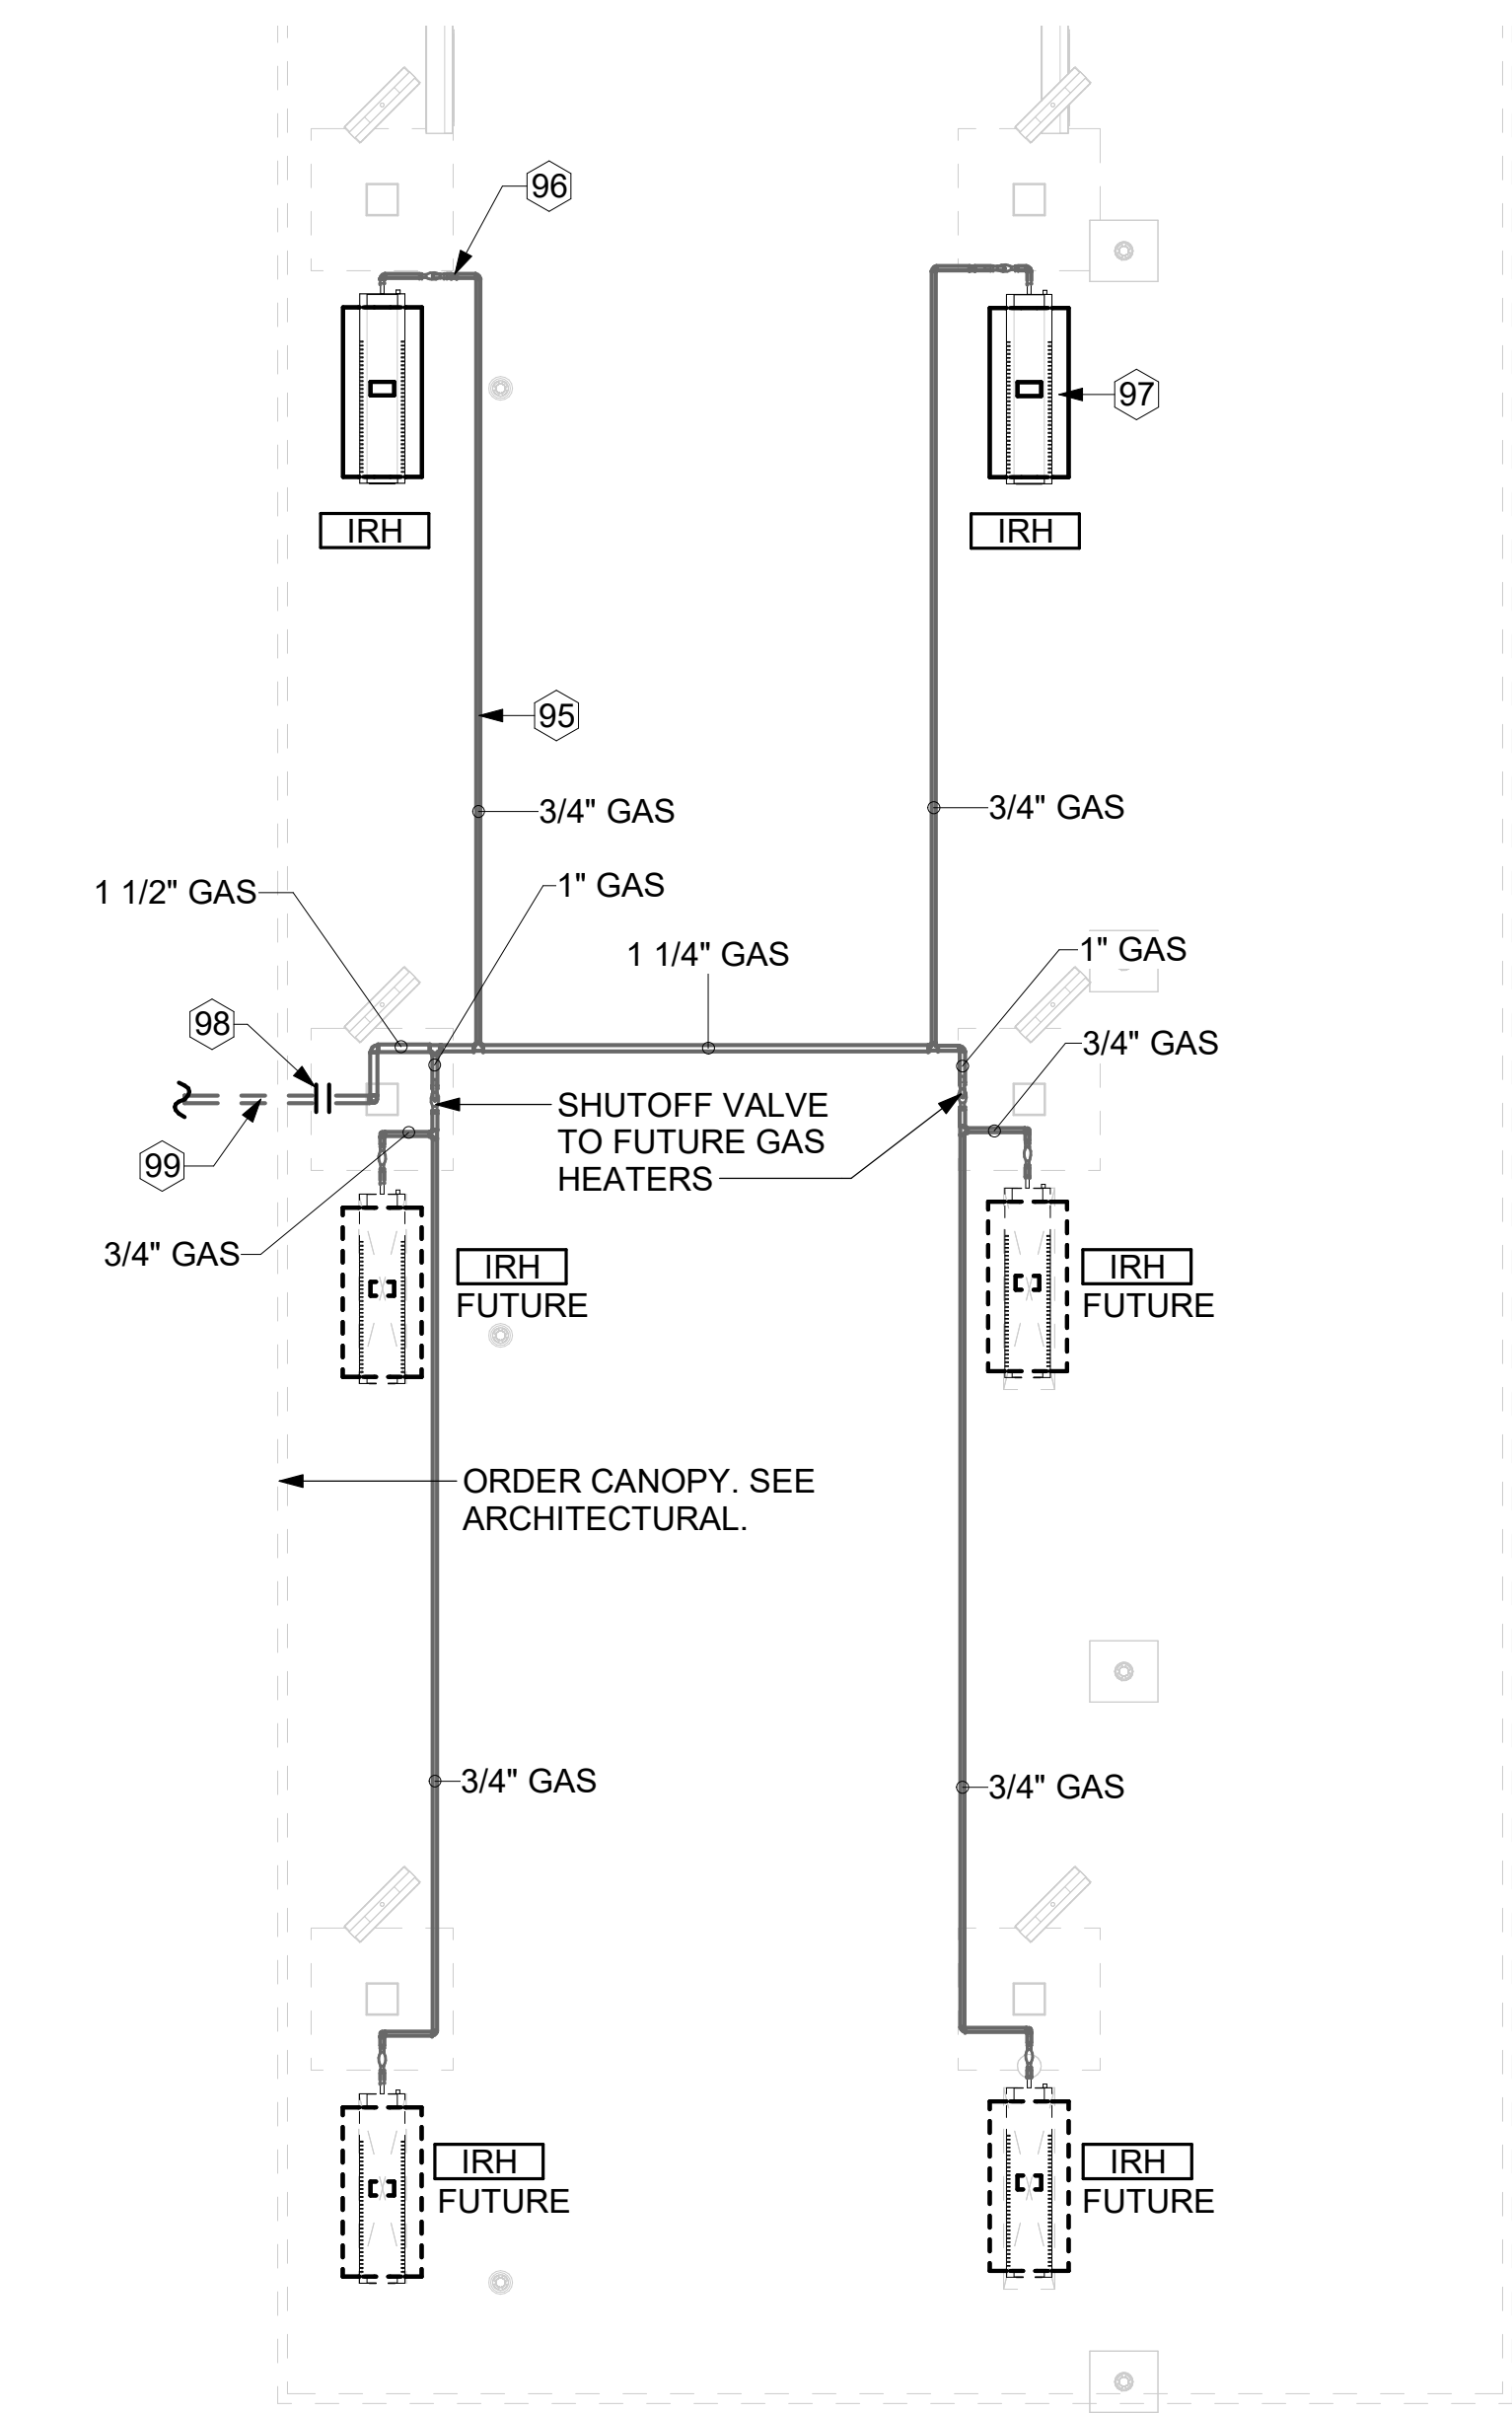 96
97
IRH
IRH
95
3/4" GAS
3/4" GAS
1 1/2" GAS
1" GAS
1 1/4" GAS
1" GAS
98
3/4" GAS
SHUTOFF VALVE
TO FUTURE GAS
HEATERS
99
3/4" GAS
IRH
FUTURE
IRH
FUTURE
ORDER CANOPY. SEE
ARCHITECTURAL.
3/4" GAS
3/4" GAS
IRH
FUTURE
IRH
FUTURE